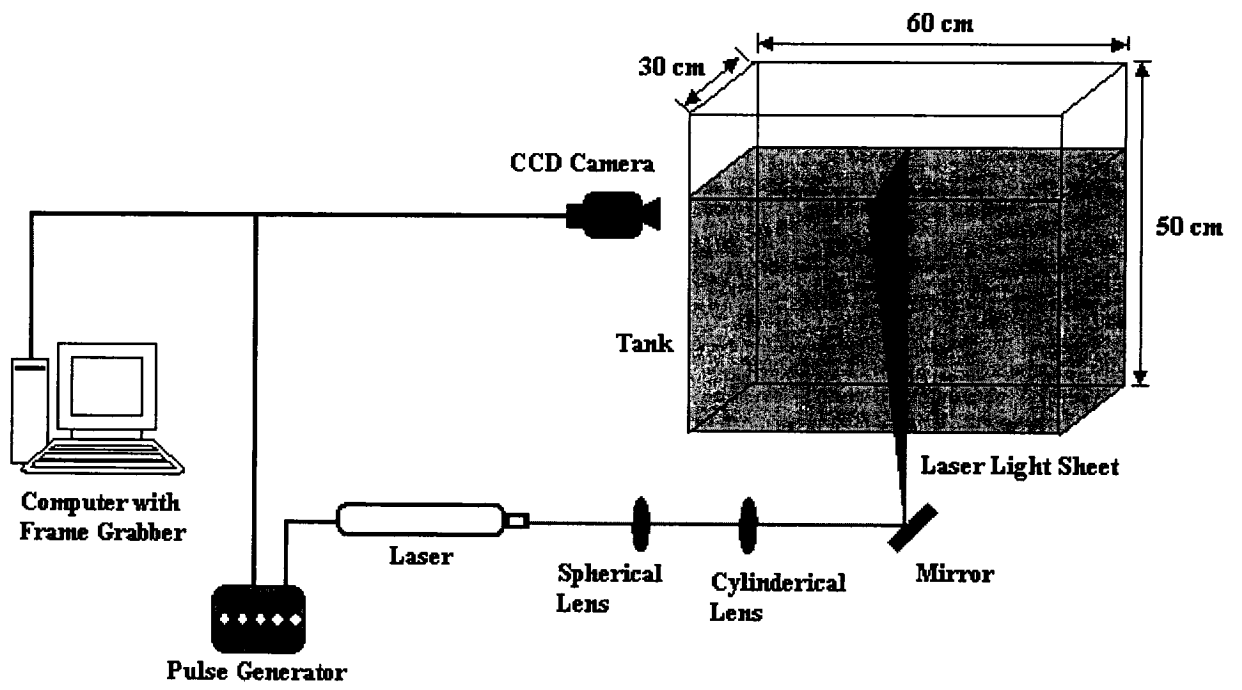 60 cm
30 cm
CCD Camera
50 cm
Tank
Laser Light Sheet
Computer with
Frame Grabber
Laser
Spherical
Lens
Cylinderical
Lens
Mirror
Pulse Generator